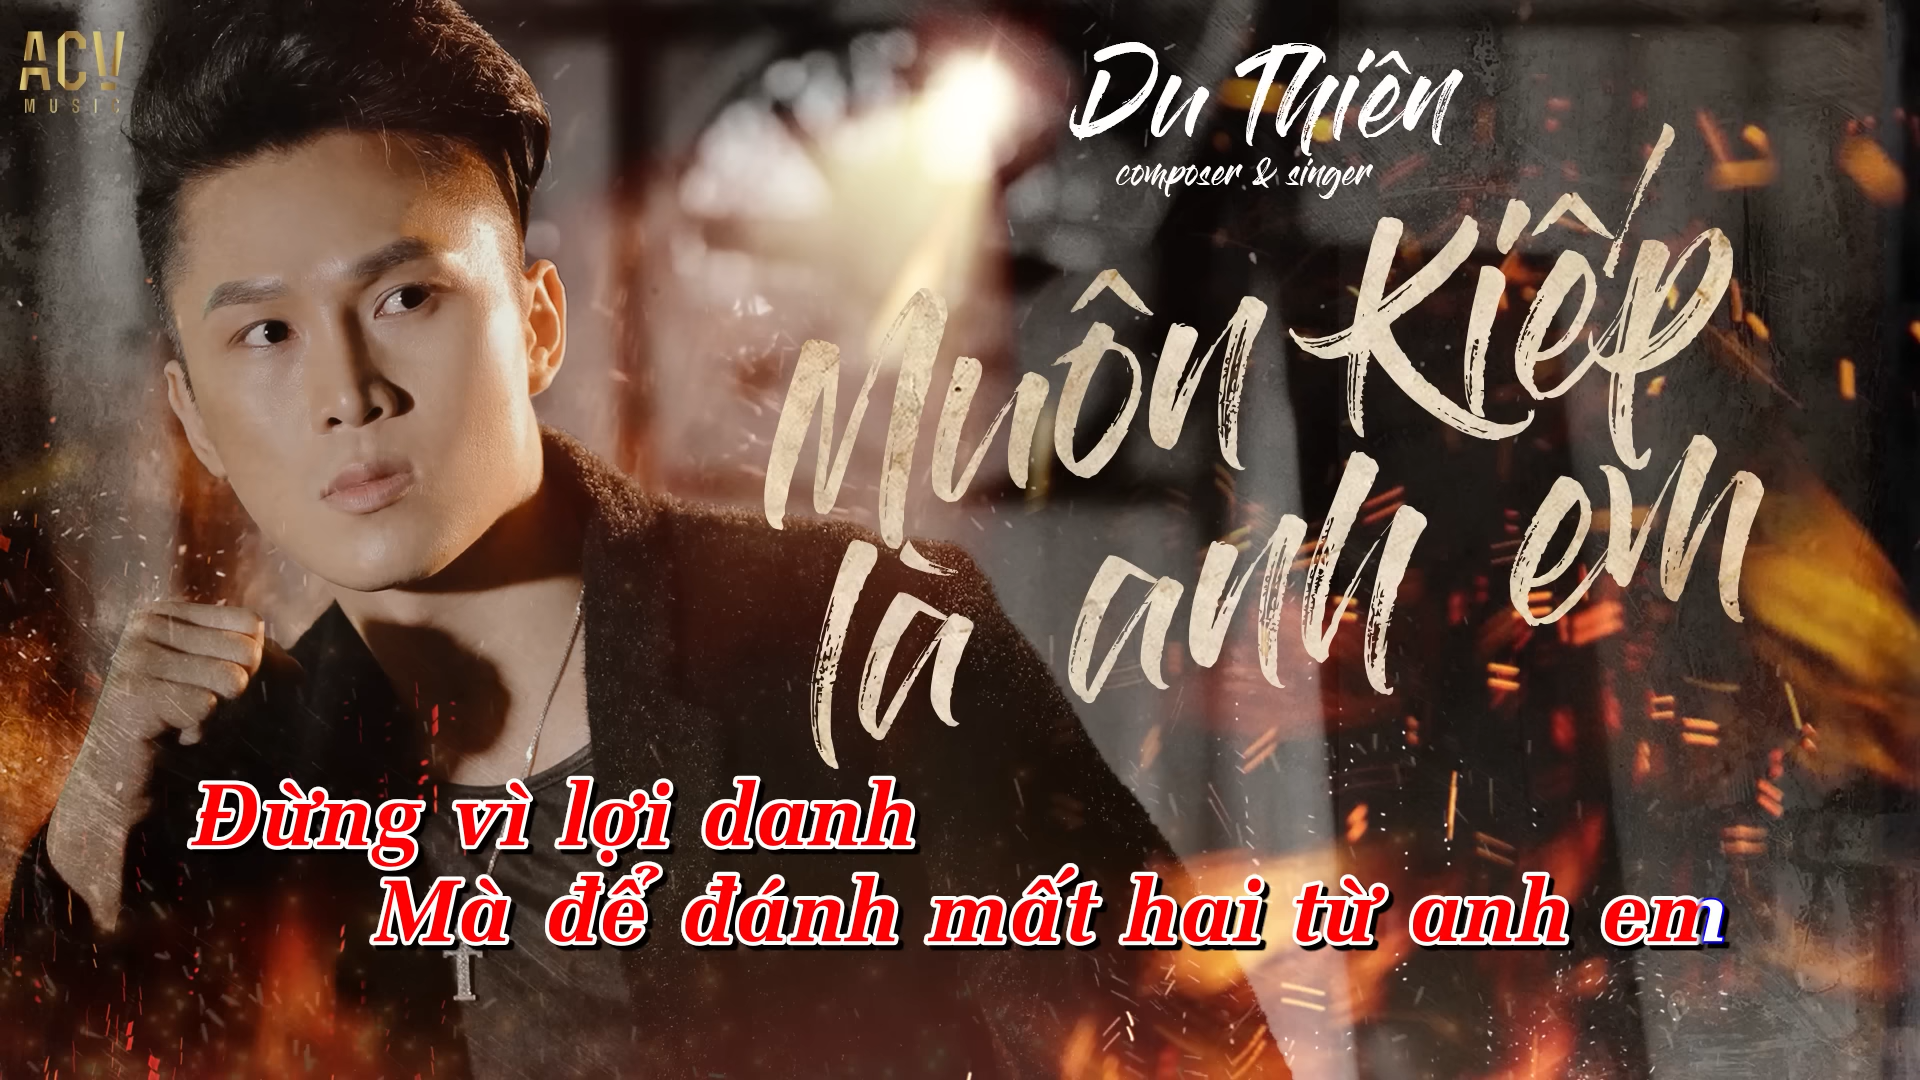 ACV
MUSIC
Du Thiên
composer & singer
Muôn Kiếp
là anh em
Đừng vì lợi danh
Mà để đánh mất hai từ anh em